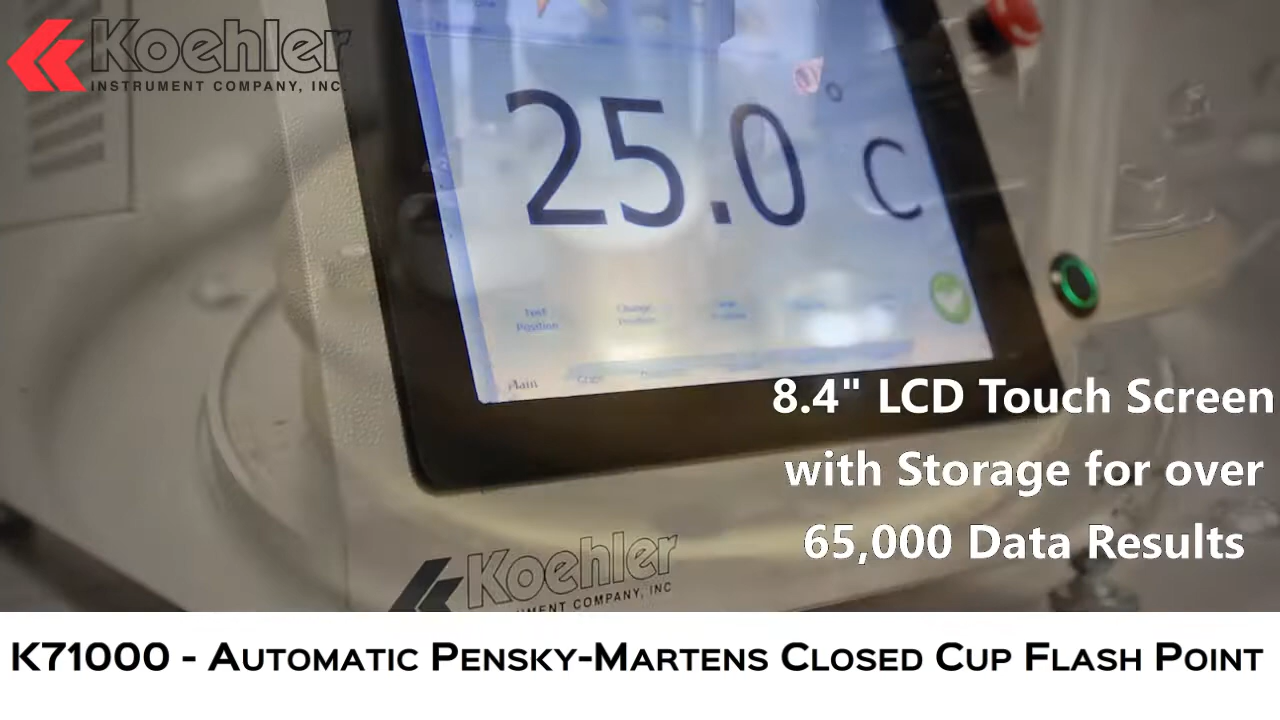 Koehler
INSTRUMENT COMPANY, INC.
25.0 ° C
Test
Position
Change
Position
Main
8.4" LCD Touch Screen
with Storage for over
65,000 Data Results
Koehler
COMPANY, INC
K71000 - Automatic Pensky-Martens Closed Cup Flash Point